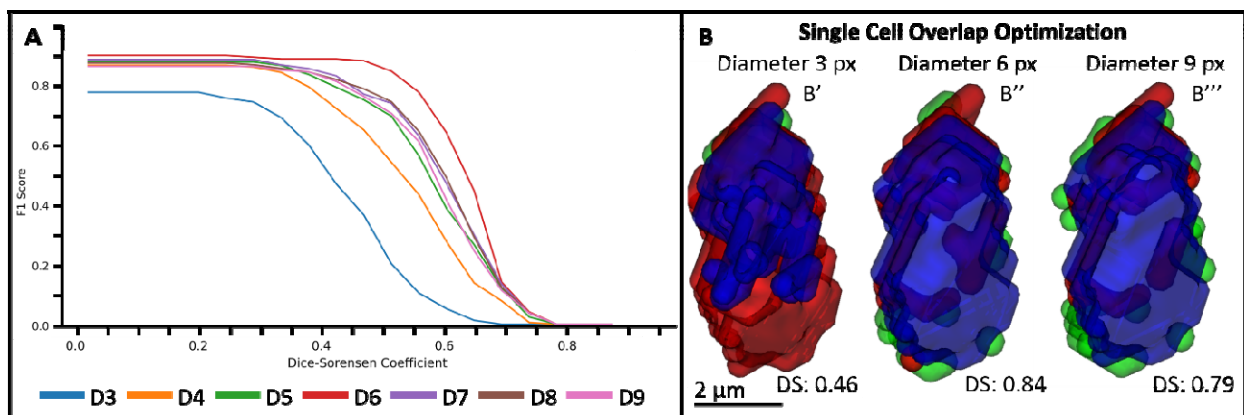 A
0.8
0.6
0.4
0.2
0.0
F1 Score
0.0 0.2 0.4 0.6 0.8
Dice-Sorensen Coefficient
D3 D4 D5 D6 D7 D8 D9
B Single Cell Overlap Optimization
Diameter 3 px Diameter 6 px Diameter 9 px
B' B'' B'''
DS: 0.46 DS: 0.84 DS: 0.79
2 µm